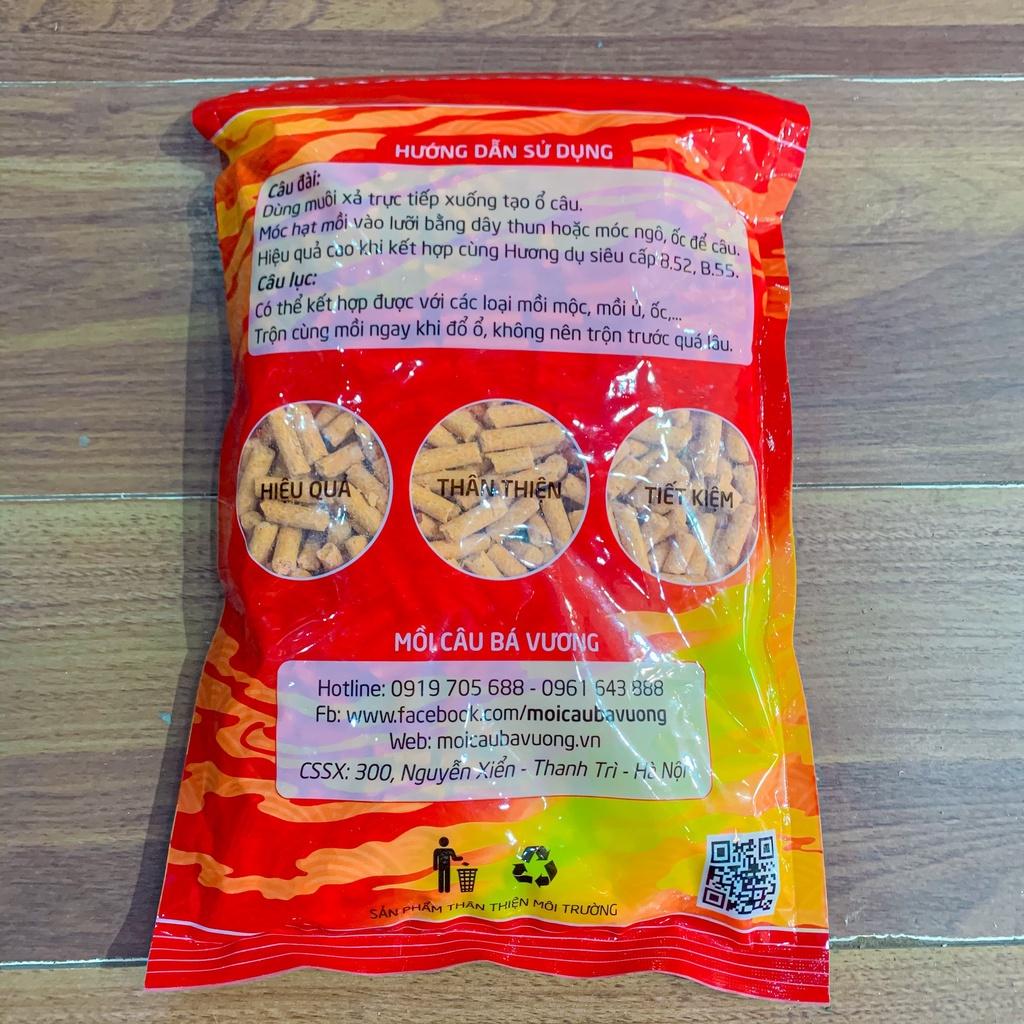 HƯỚNG DẪN SỬ DỤNG
Câu đài:
Dùng muôi xả trực tiếp xuống tạo ổ câu.
Móc hạt mồi vào lưỡi bằng dây thun hoặc móc ngô, ốc để câu.
Hiệu quả cao khi kết hợp cùng Hương dụ siêu cấp 8.52, B.55.
Câu lục:
Có thể kết hợp được với các loại mồi mộc, mồi ủ, ốc,...
Trộn cùng mồi ngay khi đổ ổ, không nên trộn trước quá lâu.
HIỆU QUẢ
THÂN THIỆN
TIẾT KIỆM
MỒI CÂU BÁ VƯƠNG
Hotline: 0919 705 688 - 0961 643 888
Fb: www.facebook.com/moicaubavuong
Web: moicaubavuong.vn
CSSX: 300, Nguyễn Xiển - Thanh Trì - Hà Nội
SẢN PHẨM THÂN THIỆN MÔI TRƯỜNG